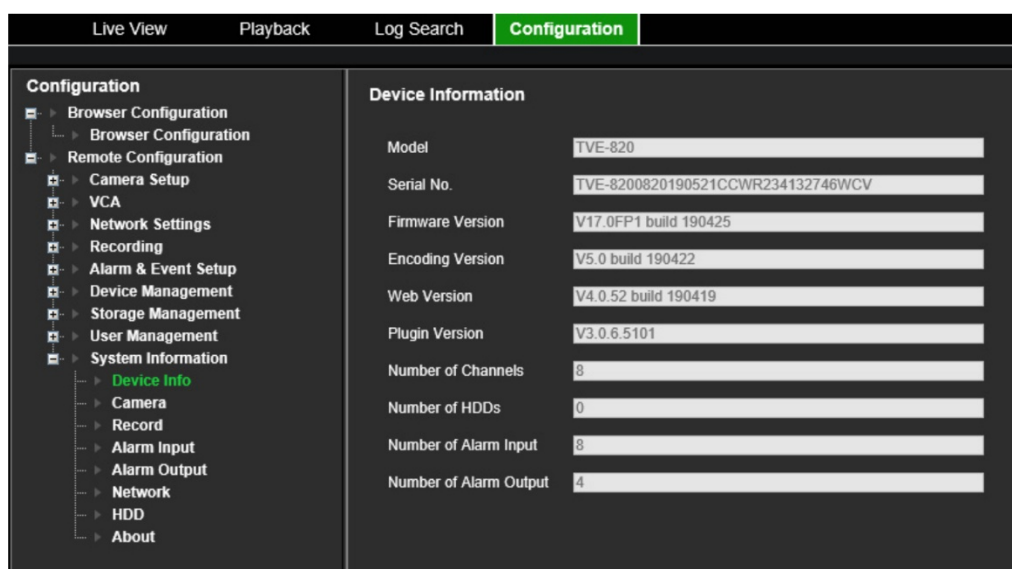 Live View Playback Log Search Configuration
Configuration
Browser Configuration
Browser Configuration
Remote Configuration
Camera Setup
VCA
Network Settings
Recording
Alarm & Event Setup
Device Management
Storage Management
User Management
System Information
Device Info
Camera
Record
Alarm Input
Alarm Output
Network
HDD
About
Device Information
Model TVE-820
Serial No. TVE-8200820190521CCWR234132746WCV
Firmware Version V17.0FP1 build 190425
Encoding Version V5.0 build 190422
Web Version V4.0.52 build 190419
Plugin Version V3.0.6.5101
Number of Channels 8
Number of HDDs 0
Number of Alarm Input 8
Number of Alarm Output 4